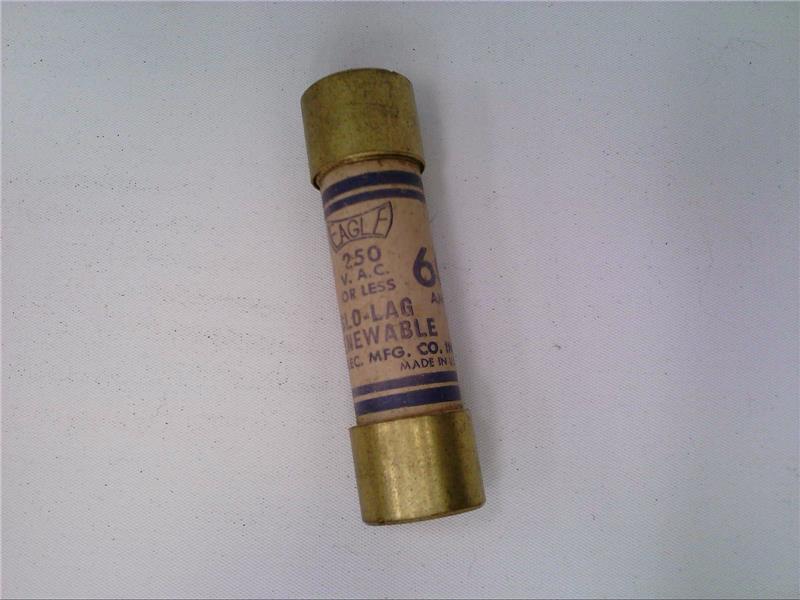 EAGLE
250
V. A.C.
OR LESS
LO-LAG
NEWABLE
EC. MFG. CO. IN
MADE IN U